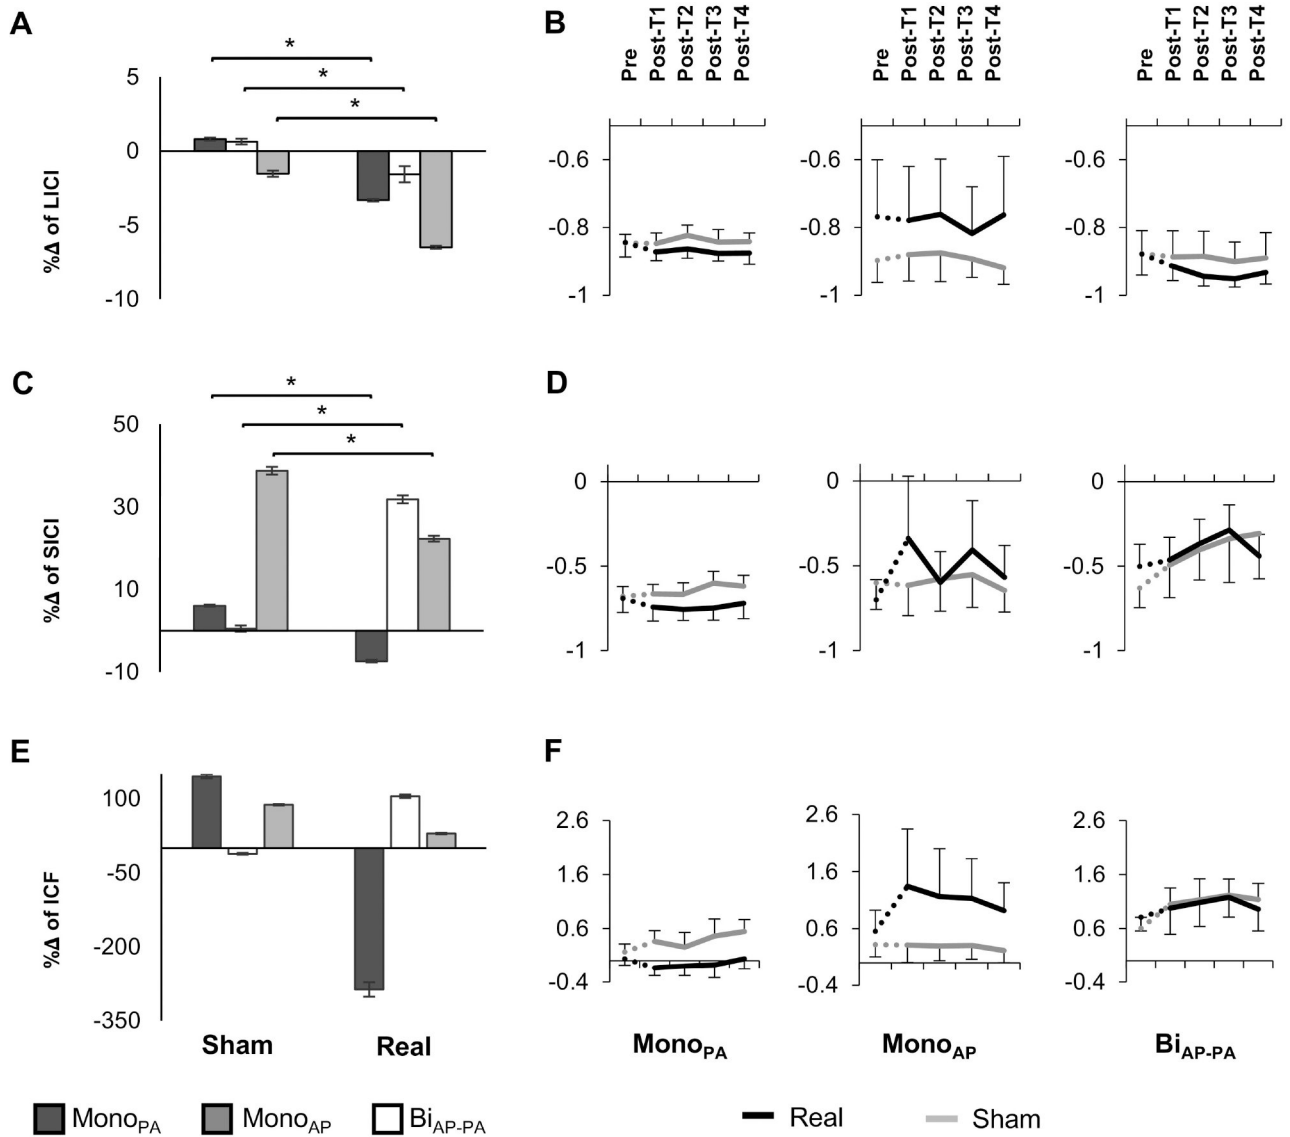 A
B
Pre
Post-T1
Post-T2
Post-T3
Post-T4
Pre
Post-T1
Post-T2
Post-T3
Post-T4
Pre
Post-T1
Post-T2
Post-T3
Post-T4
%Δ of LICI
5
0
-5
-10
*
*
*
-0.6
-0.8
-1
-0.6
-0.8
-1
-0.6
-0.8
-1
C
D
%Δ of SICI
50
30
10
-10
*
*
*
0
-0.5
-1
0
-0.5
-1
0
-0.5
-1
E
F
%Δ of ICF
100
-50
-200
-350
2.6
1.6
0.6
-0.4
2.6
1.6
0.6
-0.4
2.6
1.6
0.6
-0.4
Sham Real
MonoPA MonoAP BiAP-PA
MonoPA MonoAP BiAP-PA
Real Sham